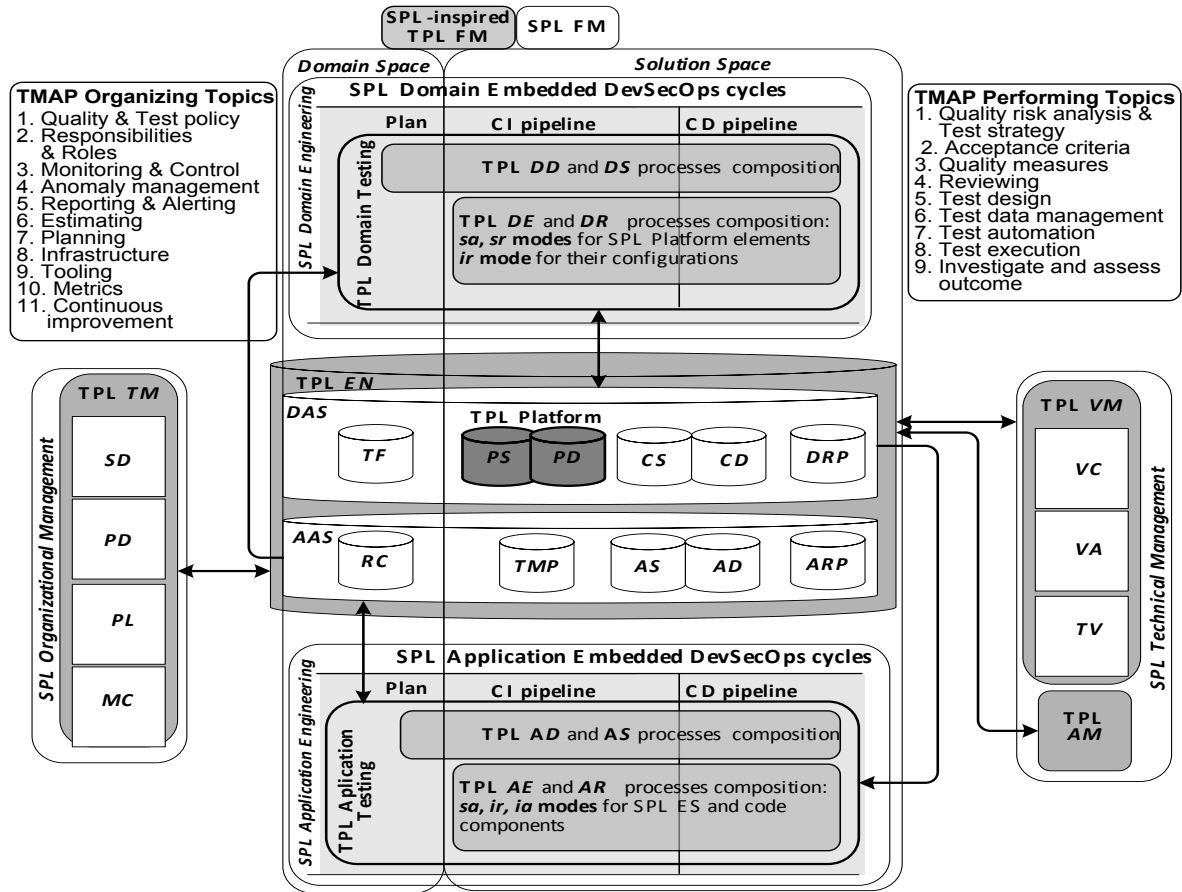 SPL-inspired
TPL FM
SPL FM
Domain Space
Solution Space
TMAP Organizing Topics
1. Quality & Test policy
2. Responsibilities
& Roles
3. Monitoring & Control
4. Anomaly management
5. Reporting & Alerting
6. Estimating
7. Planning
8. Infrastructure
9. Tooling
10. Metrics
11. Continuous
improvement
SPL Domain Engineering
SPL Domain Embedded DevSecOps cycles
Plan
CI pipeline
CD pipeline
TPL Domain Testing
TPL DD and DS processes composition
TPL DE and DR processes composition:
sa, sr modes for SPL Platform elements
ir mode for their configurations
TMAP Performing Topics
1. Quality risk analysis &
Test strategy
2. Acceptance criteria
3. Quality measures
4. Reviewing
5. Test design
6. Test data management
7. Test automation
8. Test execution
9. Investigate and assess
outcome
SPL Organizational Management
TPL TM
SD
PD
PL
MC
TPL EN
DAS
TPL Platform
TF
PS
PD
CS
CD
DRP
AAS
RC
TMP
AS
AD
ARP
TPL VM
VC
VA
TV
TPL
AM
SPL Technical Management
SPL Application Engineering
SPL Application Embedded DevSecOps cycles
Plan
CI pipeline
CD pipeline
TPL Aplication
Testing
TPL AD and AS processes composition
TPL AE and AR processes composition:
sa, ir, ia modes for SPL ES and code
components